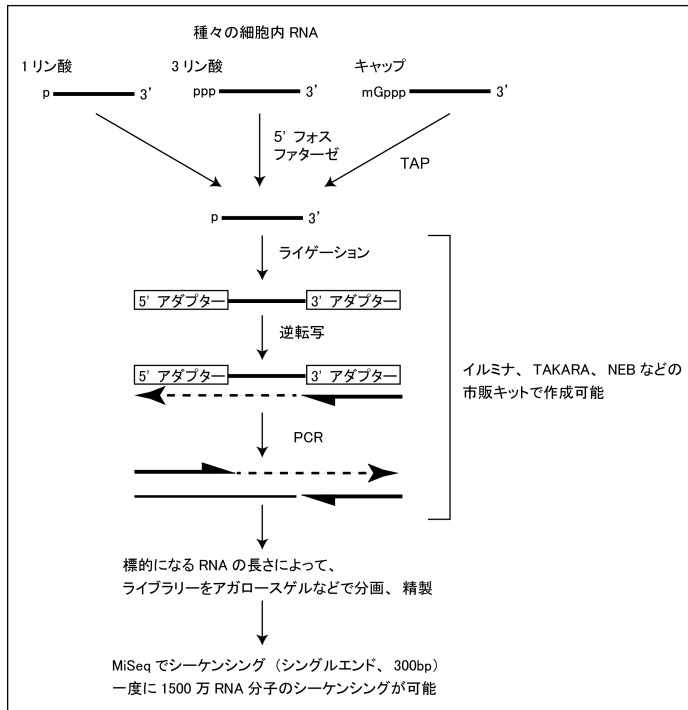 種々の細胞内 RNA
1 リン酸
3 リン酸
キャップ
p 3’
ppp 3’
mGppp 3’
5’ フォス
ファターゼ
TAP
p 3’
ライゲーション
5’ アダプター 3’ アダプター
逆転写
5’ アダプター 3’ アダプター
イルミナ、 TAKARA、 NEB などの
市販キットで作成可能
PCR
標的になる RNA の長さによって、
ライブラリーをアガロースゲルなどで分画、 精製
MiSeq でシーケンシング （シングルエンド、 300bp）
一度に 1500 万 RNA 分子のシーケンシングが可能